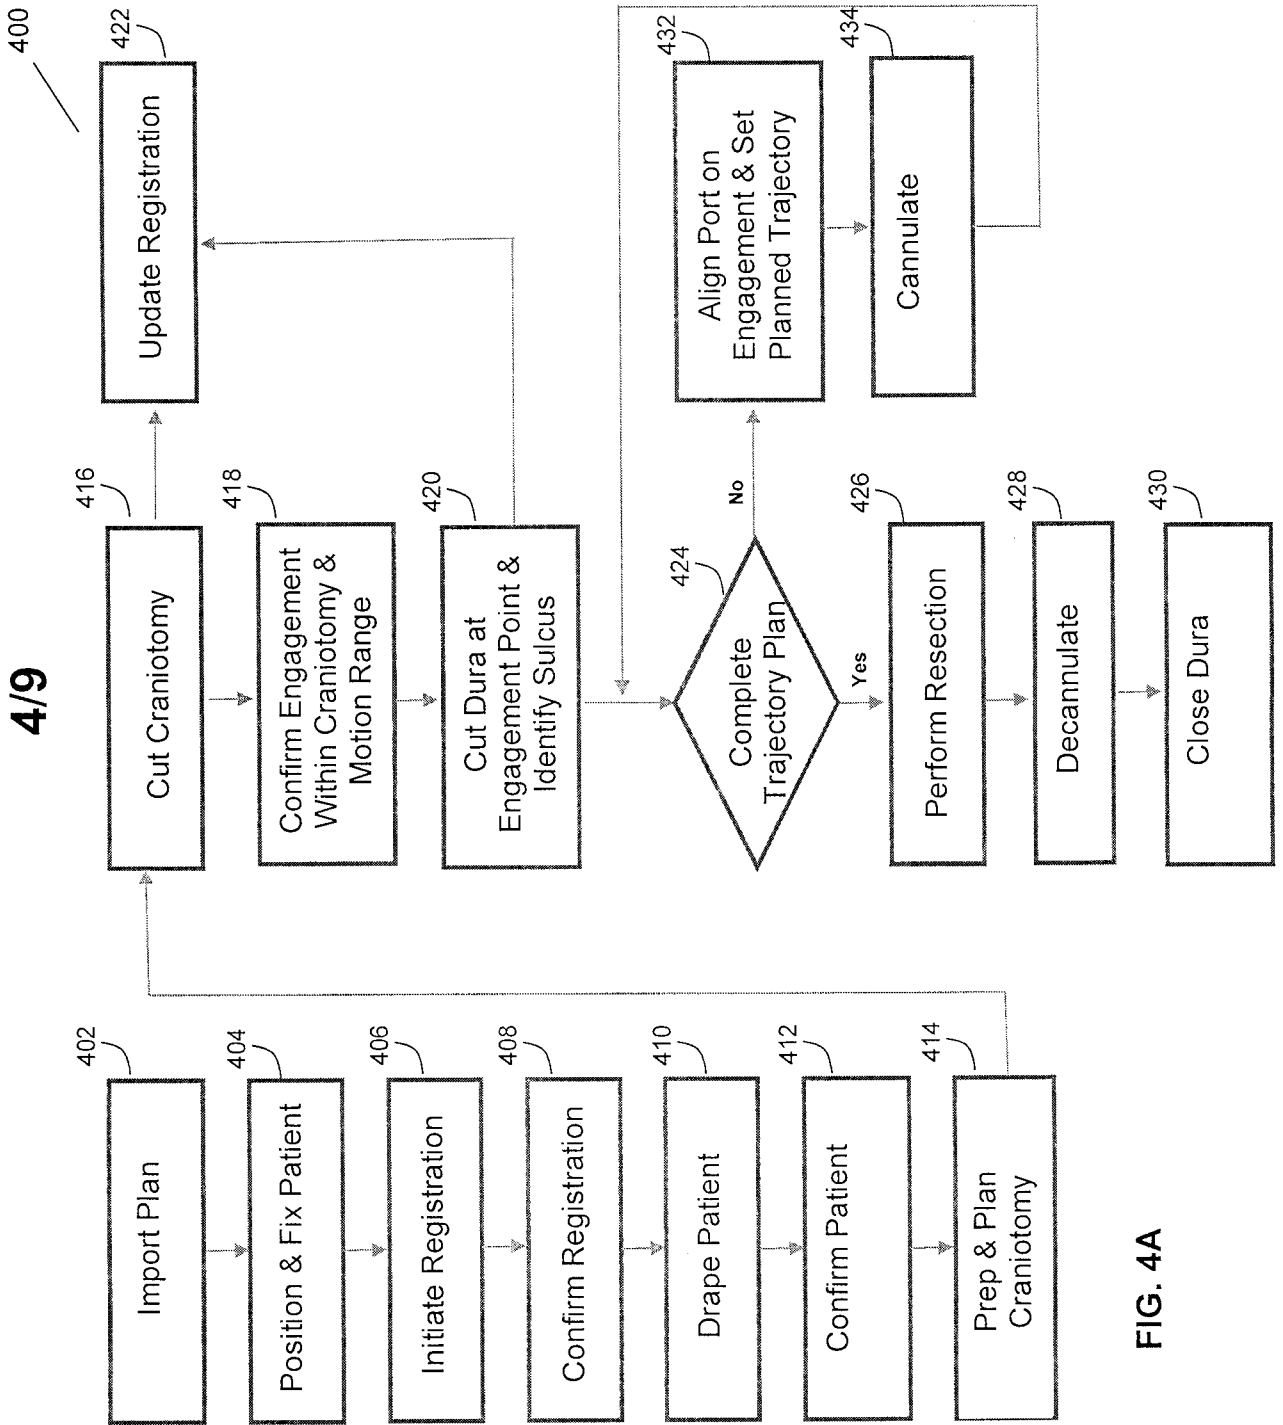 4/9
400
402
Import Plan
404
Position & Fix Patient
406
Initiate Registration
408
Confirm Registration
410
Drape Patient
412
Confirm Patient
414
Prep & Plan
Craniotomy
416
Cut Craniotomy
418
Confirm Engagement
Within Craniotomy &
Motion Range
420
Cut Dura at
Engagement Point &
Identify Sulcus
422
Update Registration
424
Complete
Trajectory Plan
No
Yes
426
Perform Resection
428
Decannulate
430
Close Dura
432
Align Port on
Engagement & Set
Planned Trajectory
434
Cannulate
FIG. 4A